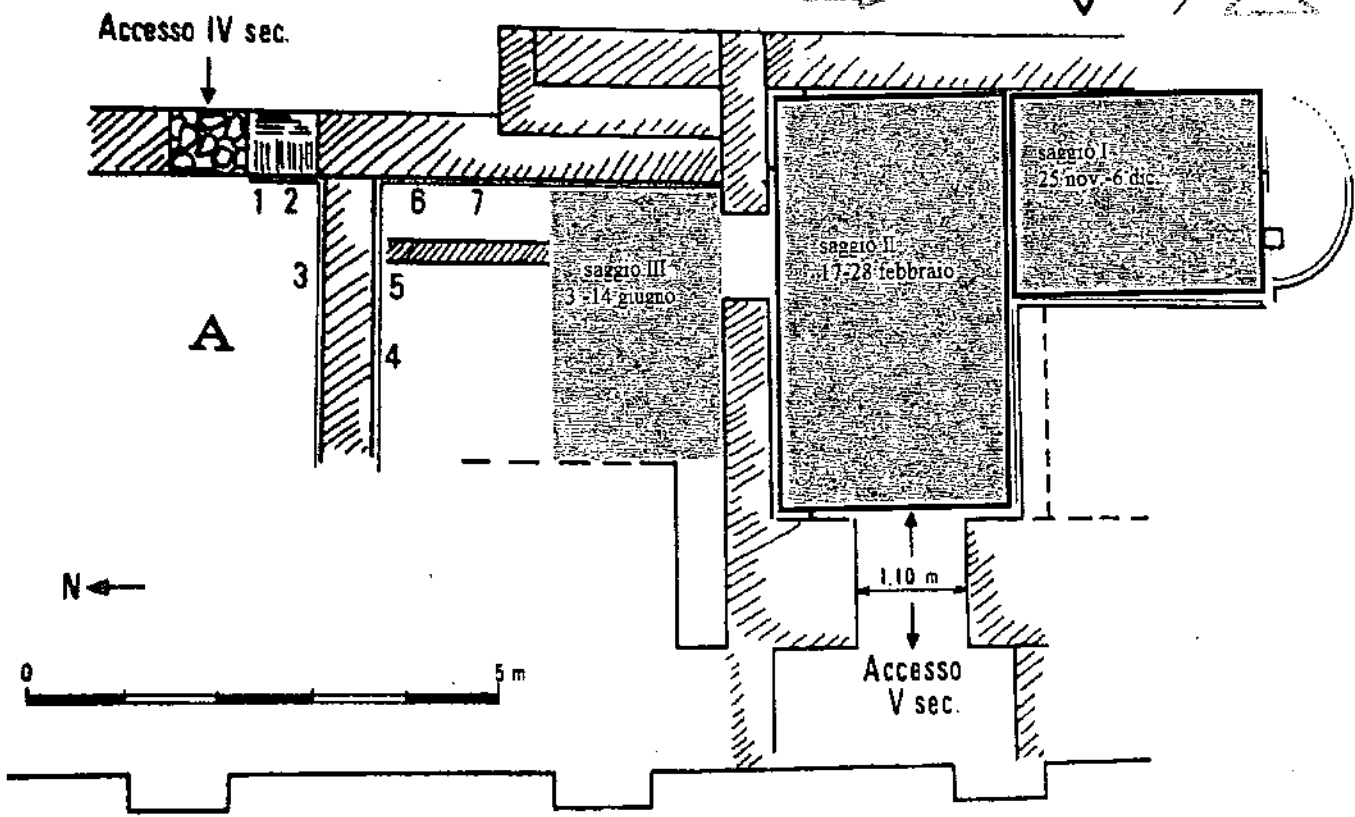 Accesso IV sec.
saggio I
25 nov.-6 dic.
1 2
6 7
3
saggio II
17-28 febbraio
saggio III
3 -14 giugno
5
A
4
N
1.10 m
0
5 m
Accesso
V sec.